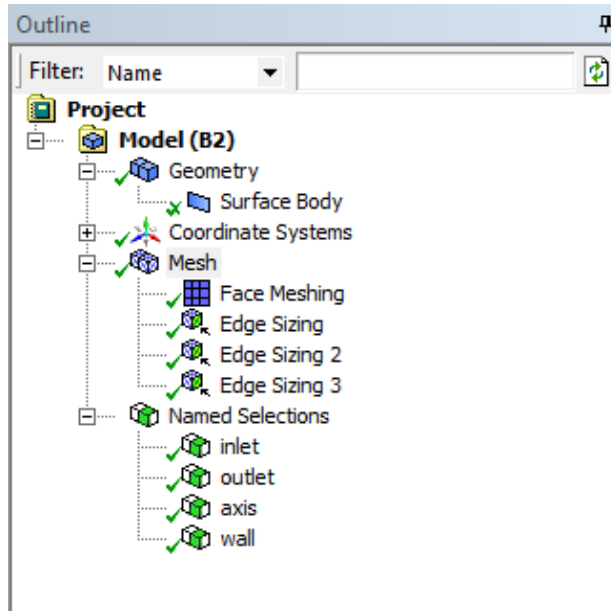 Outline
Filter: Name
Project
Model (B2)
Geometry
Surface Body
Coordinate Systems
Mesh
Face Meshing
Edge Sizing
Edge Sizing 2
Edge Sizing 3
Named Selections
inlet
outlet
axis
wall